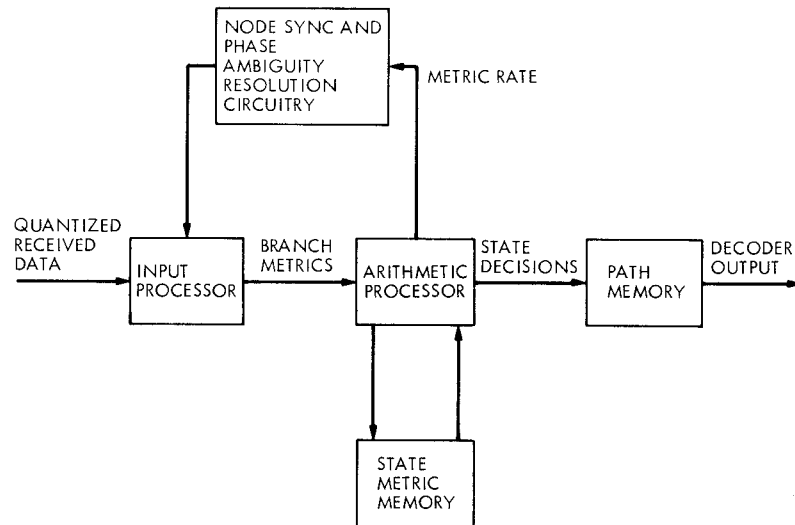 NODE SYNC AND
PHASE
AMBIGUITY
RESOLUTION
CIRCUITRY
METRIC RATE
QUANTIZED
RECEIVED
DATA
INPUT
PROCESSOR
BRANCH
METRICS
ARITHMETIC
PROCESSOR
STATE
DECISIONS
PATH
MEMORY
DECODER
OUTPUT
STATE
METRIC
MEMORY